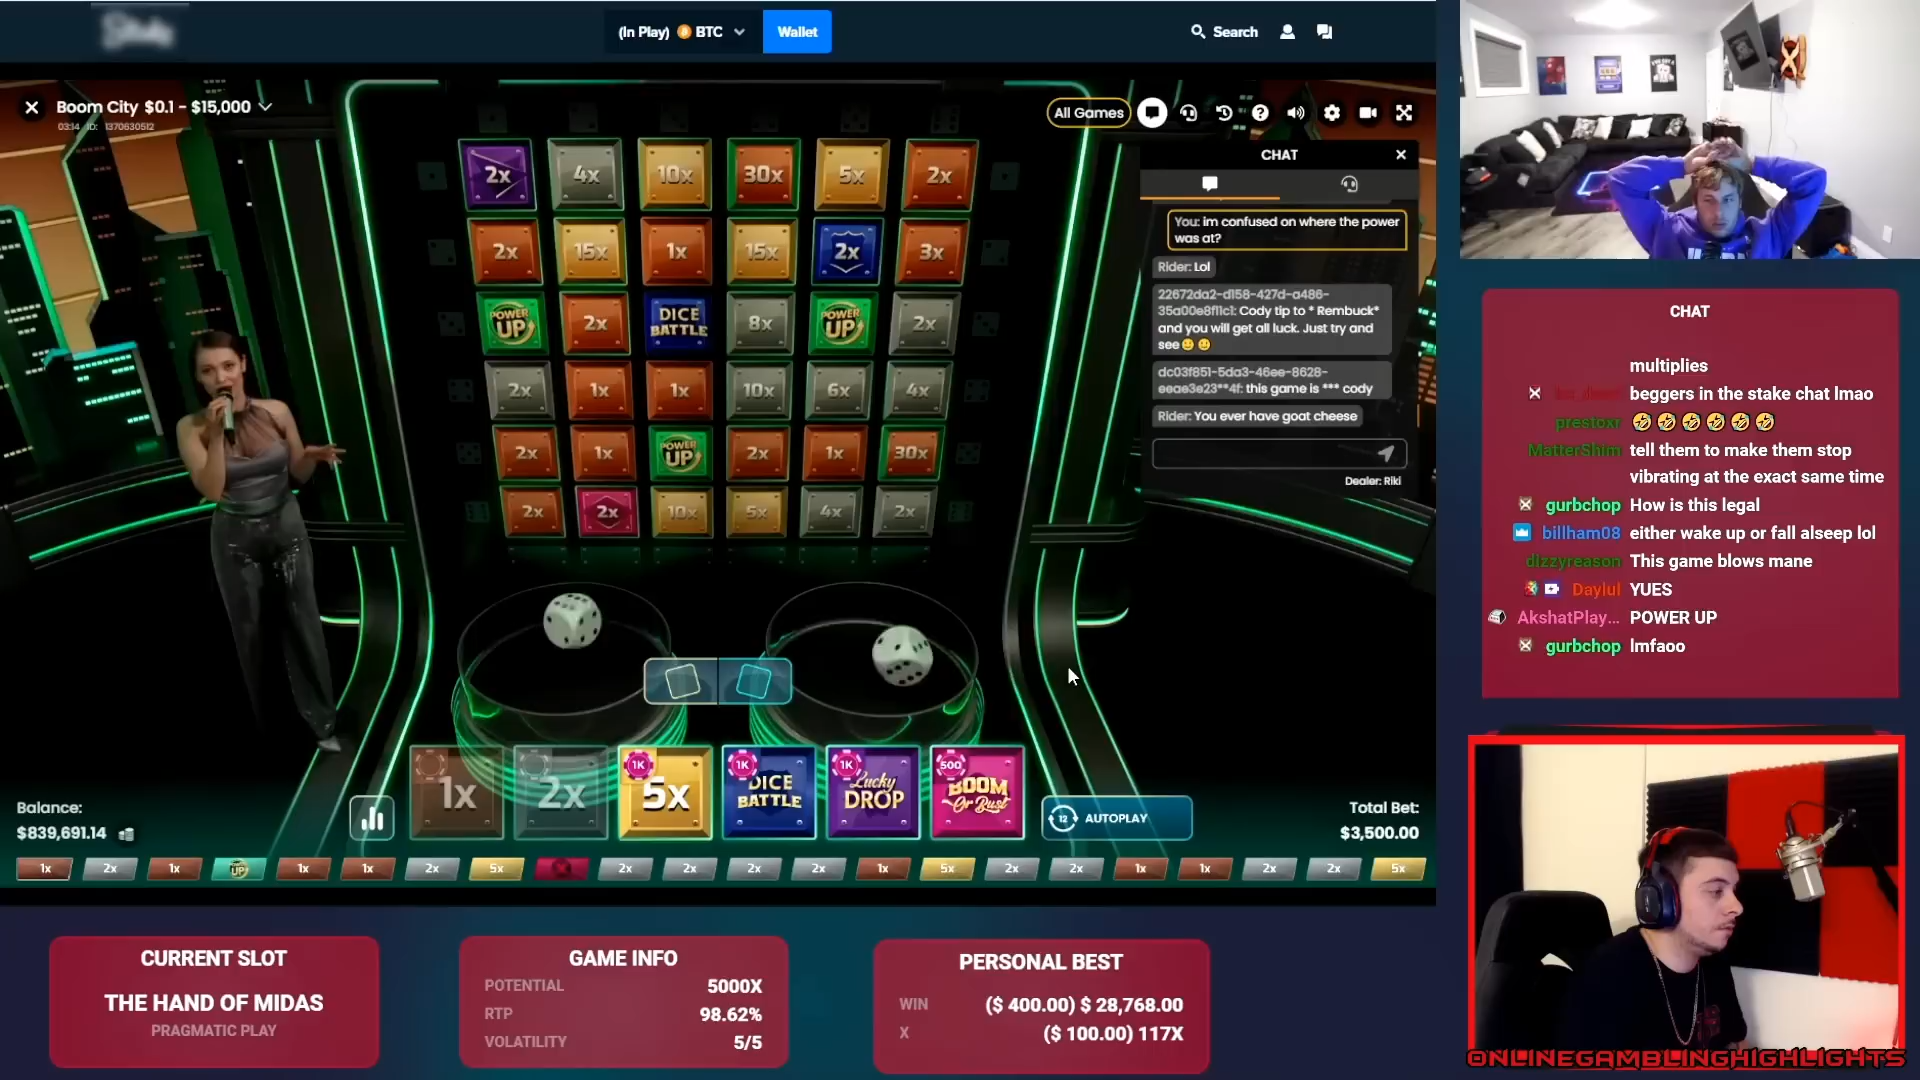 (In Play) BTC
Wallet
Search
Boom City $0.1 - $15,000
03:14 ID: 1370630512
All Games
2x 4x 10x 30x 5x 2x
2x 15x 1x 15x 2x 3x
POWER UP 2x DICE BATTLE 8x POWER UP 2x
2x 1x 1x 10x 6x 4x
2x 1x POWER UP 2x 1x 30x
2x 2x 10x 5x 4x 2x
CHAT
You: im confused on where the power
was at?
Rider: Lol
22672da2-d158-427d-a486-
35a00e8f11c1: Cody tip to * Rembuck*
and you will get all luck. Just try and
see
dc03f851-5da3-46ee-8628-
eeae3e23**4f: this game is *** cody
Rider: You ever have goat cheese
Dealer: Riki
1x
2x
1K 5x
1K DICE BATTLE
1K Lucky DROP
500 BOOM Or Bust
12 AUTOPLAY
Balance:
$839,691.14
Total Bet:
$3,500.00
1x 2x 1x UP 1x 1x 2x 5x 2x 2x 2x 2x 1x 5x 2x 2x 1x 1x 2x 2x 5x
CURRENT SLOT
THE HAND OF MIDAS
PRAGMATIC PLAY
GAME INFO
POTENTIAL 5000X
RTP 98.62%
VOLATILITY 5/5
PERSONAL BEST
WIN ($ 400.00) $ 28,768.00
X ($ 100.00) 117X
CHAT
multiplies
beggers in the stake chat lmao
prestoxr 🤣🤣🤣🤣🤣🤣
MatterShim tell them to make them stop
vibrating at the exact same time
gurbchop How is this legal
billham08 either wake up or fall alseep lol
dizzyreason This game blows mane
Daylul YUES
AkshatPlay... POWER UP
gurbchop lmfaoo
ONLINEGAMBLINGHIGHLIGHTS